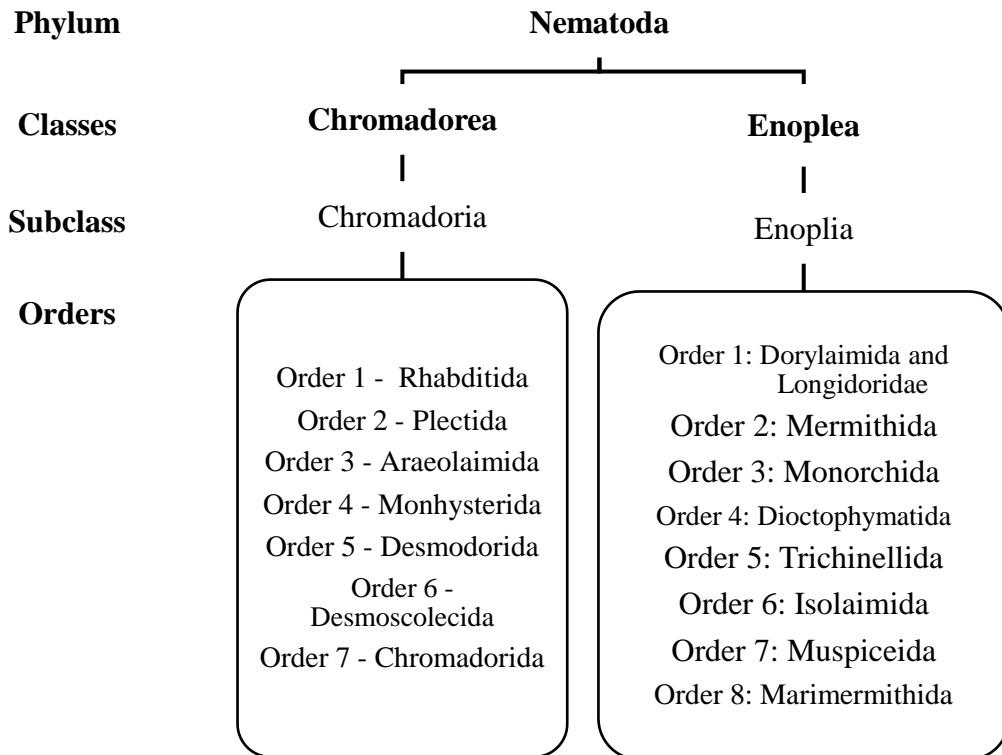 Phylum
Nematoda
Classes
Chromadorea
Enoplea
Subclass
Chromadoria
Enoplia
Orders
Order 1 - Rhabditida
Order 2 - Plectida
Order 3 - Araeolaimida
Order 4 - Monhysterida
Order 5 - Desmodorida
Order 6 -
Desmoscolecida
Order 7 - Chromadorida
Order 1: Dorylaimida and
Longidoridae
Order 2: Mermithida
Order 3: Monorchida
Order 4: Dioctophymatida
Order 5: Trichinellida
Order 6: Isolaimida
Order 7: Muspiceida
Order 8: Marimermithida